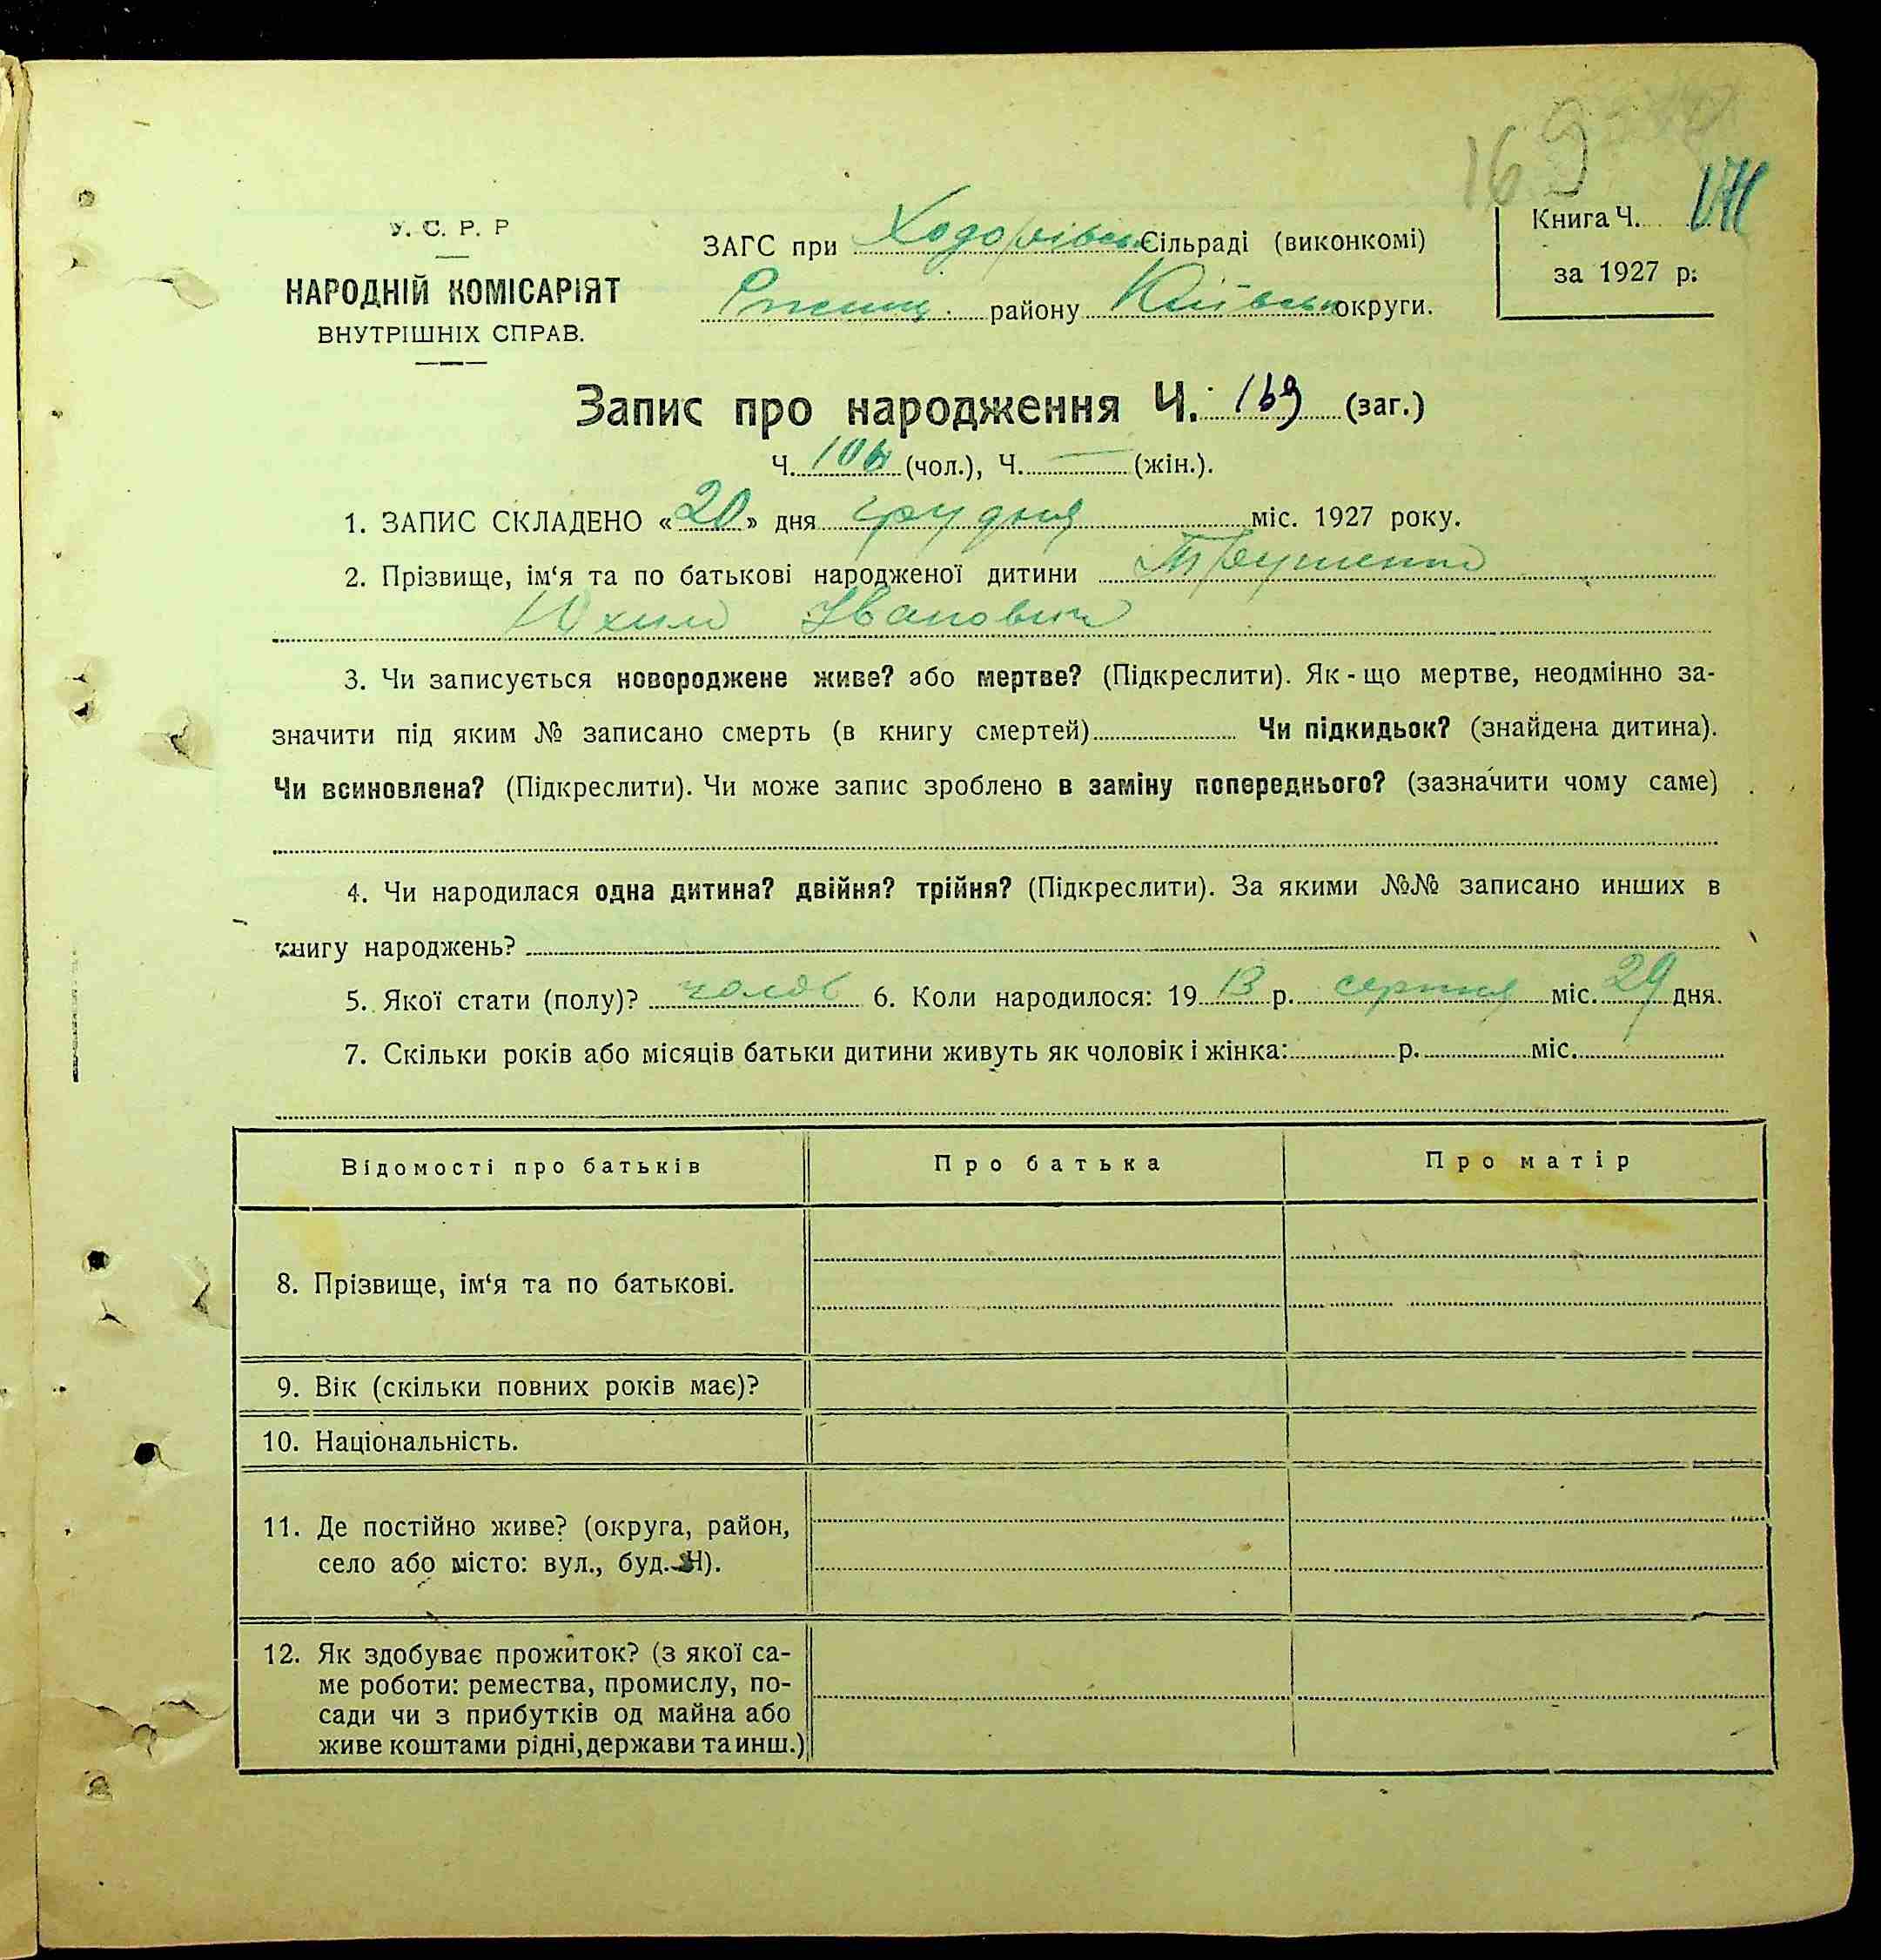 169
У. С. Р. Р
НАРОДНІЙ КОМІСАРІЯТ
ВНУТРІШНІХ СПРАВ.
ЗАГС при Ходорівськ Сільраді (виконкомі)
Ржищ. району Київськ округи.
Книга Ч.
за 1927 р.
Запис про народження Ч. 169 (заг.)
Ч. 106 (чол.), Ч. — (жін.).
1. ЗАПИС СКЛАДЕНО «20» дня грудня міс. 1927 року.
2. Прізвище, ім‘я та по батькові народженої дитини
Юхим Іванович
3. Чи записується новороджене живе? або мертве? (Підкреслити). Як-що мертве, неодмінно за-
значити під яким № записано смерть (в книгу смертей) Чи підкидьок? (знайдена дитина).
Чи всиновлена? (Підкреслити). Чи може запис зроблено в заміну попереднього? (зазначити чому саме)
4. Чи народилася одна дитина? двійня? трійня? (Підкреслити). За якими №№ записано инших в
книгу народжень?
5. Якої стати (полу)? чолов 6. Коли народилося: 19 13 р. серпня міс. 29 дня.
7. Скільки років або місяців батьки дитини живуть як чоловік і жінка: р. міс.
Відомості про батьків Про батька Про матір
8. Прізвище, ім‘я та по батькові.
9. Вік (скільки повних років має)?
10. Національність.
11. Де постійно живе? (округа, район,
село або місто: вул., буд. Ч).
12. Як здобуває прожиток? (з якої са-
ме роботи: ремества, промислу, по-
сади чи з прибутків од майна або
живе коштами рідні, держави та инш.)